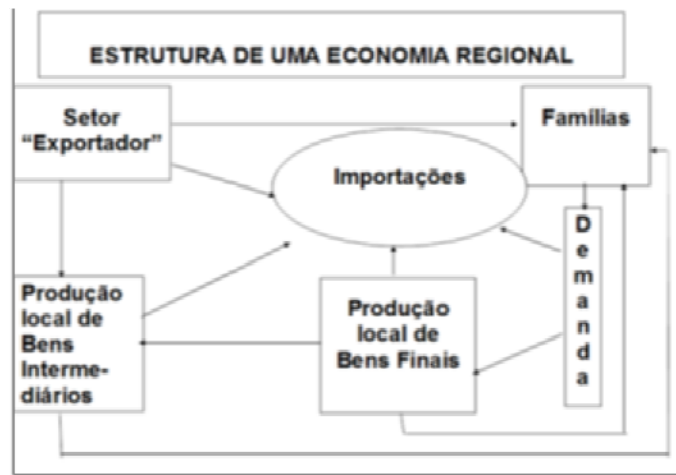 ESTRUTURA DE UMA ECONOMIA REGIONAL
Setor
“Exportador”
Famílias
Importações
Demanda
Produção
local de
Bens
Interme-
diários
Produção
local de
Bens Finais